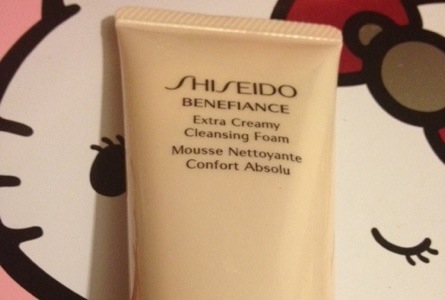 SHISEIDO
BENEFIANCE
Extra Creamy
Cleansing Foam
Mousse Nettoyante
Confort Absolu